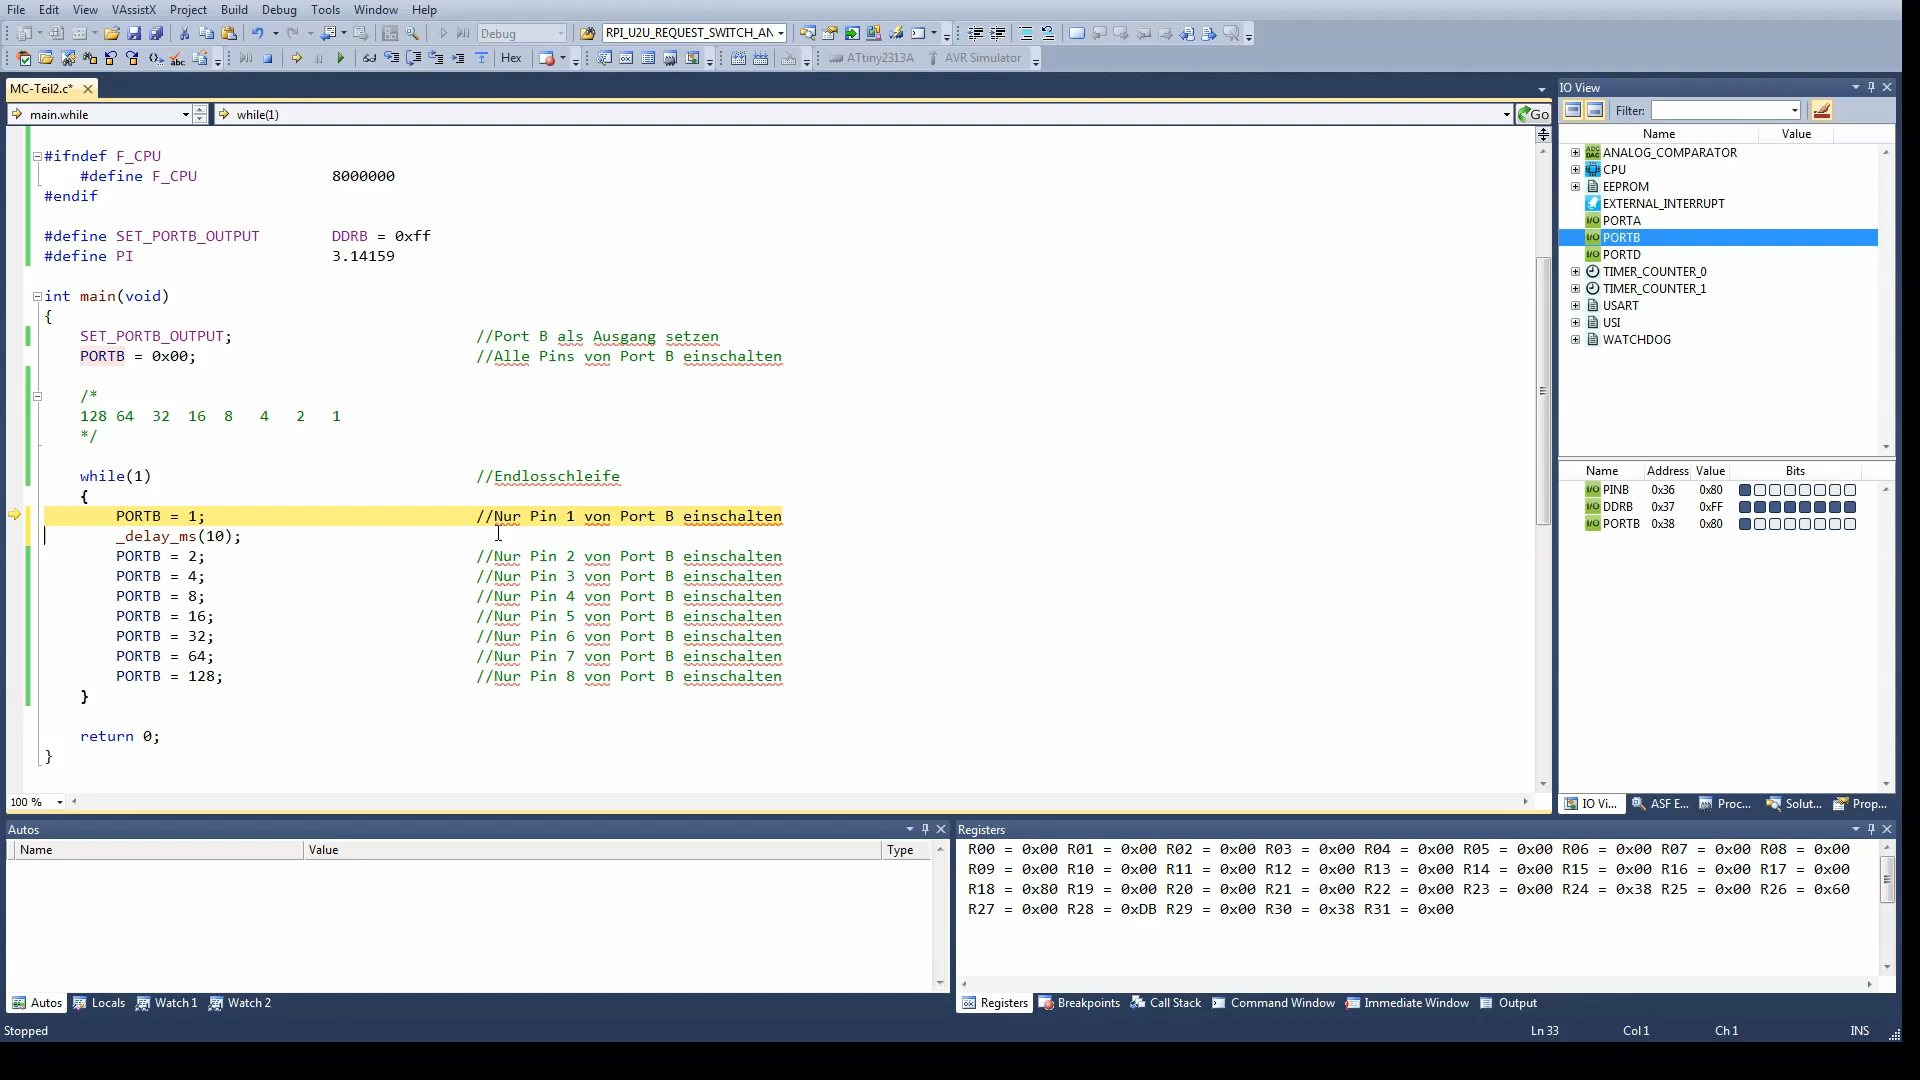 File Edit View VAssistX Project Build Debug Tools Window Help
Debug RPI_U2U_REQUEST_SWITCH_AN
Hex ATtiny2313A AVR Simulator
MC-Teil2.c*
main.while while(1) Go
#ifndef F_CPU
#define F_CPU 8000000
#endif
#define SET_PORTB_OUTPUT DDRB = 0xff
#define PI 3.14159
int main(void)
{
SET_PORTB_OUTPUT; //Port B als Ausgang setzen
PORTB = 0x00; //Alle Pins von Port B einschalten
/*
128 64 32 16 8 4 2 1
*/
while(1) //Endlosschleife
{
PORTB = 1; //Nur Pin 1 von Port B einschalten
_delay_ms(10);
PORTB = 2; //Nur Pin 2 von Port B einschalten
PORTB = 4; //Nur Pin 3 von Port B einschalten
PORTB = 8; //Nur Pin 4 von Port B einschalten
PORTB = 16; //Nur Pin 5 von Port B einschalten
PORTB = 32; //Nur Pin 6 von Port B einschalten
PORTB = 64; //Nur Pin 7 von Port B einschalten
PORTB = 128; //Nur Pin 8 von Port B einschalten
}
return 0;
}
100 %
IO View
Filter:
Name Value
ANALOG_COMPARATOR
CPU
EEPROM
EXTERNAL_INTERRUPT
I/O PORTA
I/O PORTB
I/O PORTD
TIMER_COUNTER_0
TIMER_COUNTER_1
USART
USI
WATCHDOG
Name Address Value Bits
I/O PINB 0x36 0x80
I/O DDRB 0x37 0xFF
I/O PORTB 0x38 0x80
IO Vi... ASF E... Proc... Solut... Prop...
Autos
Name Value Type
Autos Locals Watch 1 Watch 2
Registers
R00 = 0x00 R01 = 0x00 R02 = 0x00 R03 = 0x00 R04 = 0x00 R05 = 0x00 R06 = 0x00 R07 = 0x00 R08 = 0x00
R09 = 0x00 R10 = 0x00 R11 = 0x00 R12 = 0x00 R13 = 0x00 R14 = 0x00 R15 = 0x00 R16 = 0x00 R17 = 0x00
R18 = 0x80 R19 = 0x00 R20 = 0x00 R21 = 0x00 R22 = 0x00 R23 = 0x00 R24 = 0x38 R25 = 0x00 R26 = 0x60
R27 = 0x00 R28 = 0xDB R29 = 0x00 R30 = 0x38 R31 = 0x00
Registers Breakpoints Call Stack Command Window Immediate Window Output
Stopped Ln 33 Col 1 Ch 1 INS